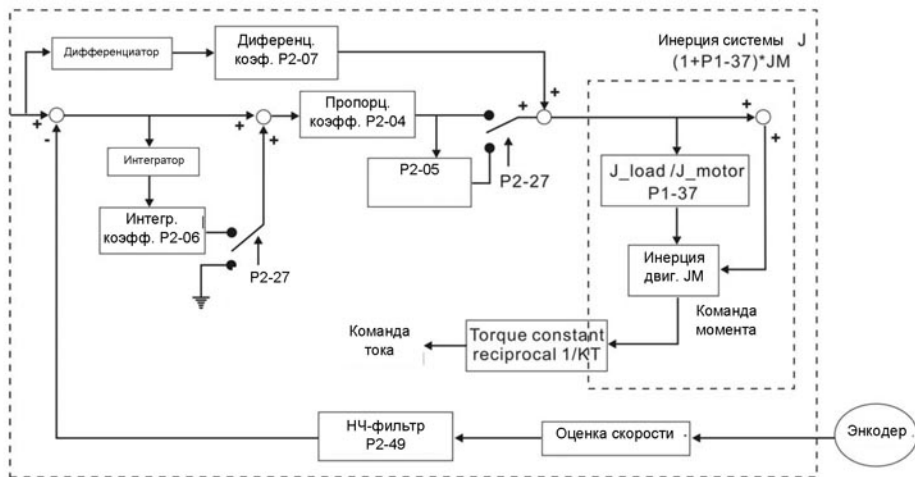 Дифференциатор
Диференц.
коэф. P2-07
Инерция системы J
(1+P1-37)*JM
+
+
-
+
+
Пропорц.
коэфф. P2-04
+
+
+
+
Интегратор
P2-05
P2-27
J_load /J_motor
P1-37
Интегр.
коэфф. P2-06
P2-27
Инерция
двиг. JM
Команда
момента
Команда
тока
Torque constant
reciprocal 1/KT
НЧ-фильтр
P2-49
Оценка скорости
Энкодер